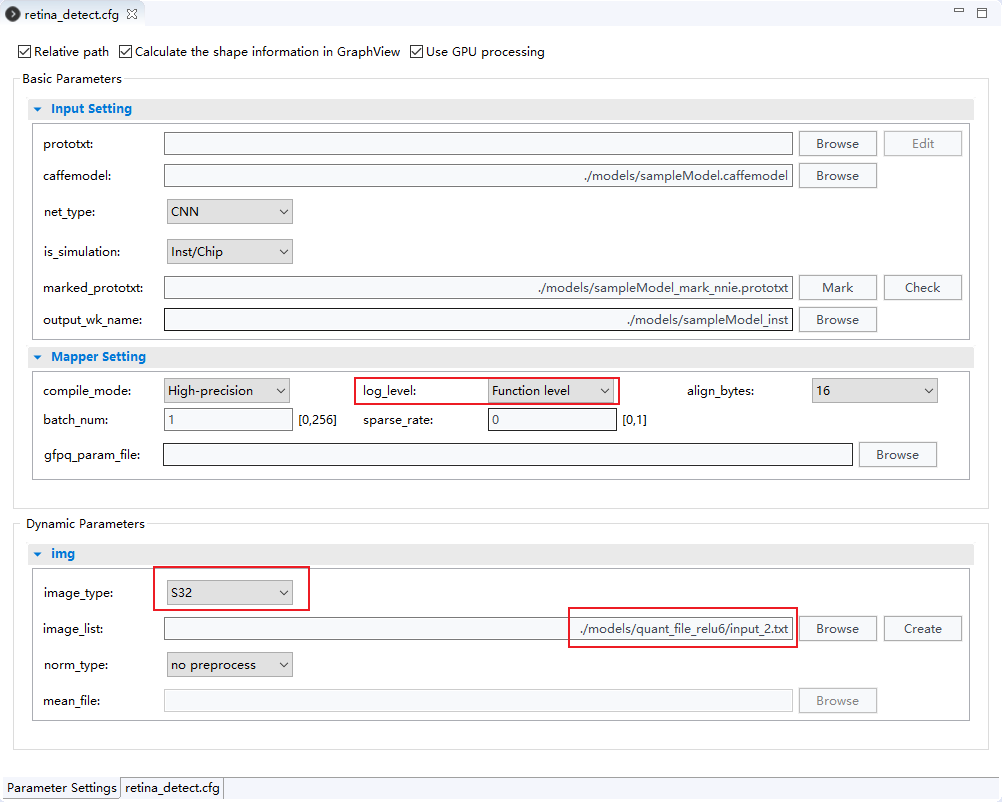 retina_detect.cfg
Relative path Calculate the shape information in GraphView Use GPU processing
Basic Parameters
Input Setting
prototxt: Browse Edit
caffemodel: ./models/sampleModel.caffemodel Browse
net_type: CNN
is_simulation: Inst/Chip
marked_prototxt: ./models/sampleModel_mark_nnie.prototxt Mark Check
output_wk_name: ./models/sampleModel_inst Browse
Mapper Setting
compile_mode: High-precision log_level: Function level align_bytes: 16
batch_num: 1 [0,256] sparse_rate: 0 [0,1]
gfpq_param_file: Browse
Dynamic Parameters
img
image_type: S32
image_list: ./models/quant_file_relu6/input_2.txt Browse Create
norm_type: no preprocess
mean_file: Browse
Parameter Settings retina_detect.cfg